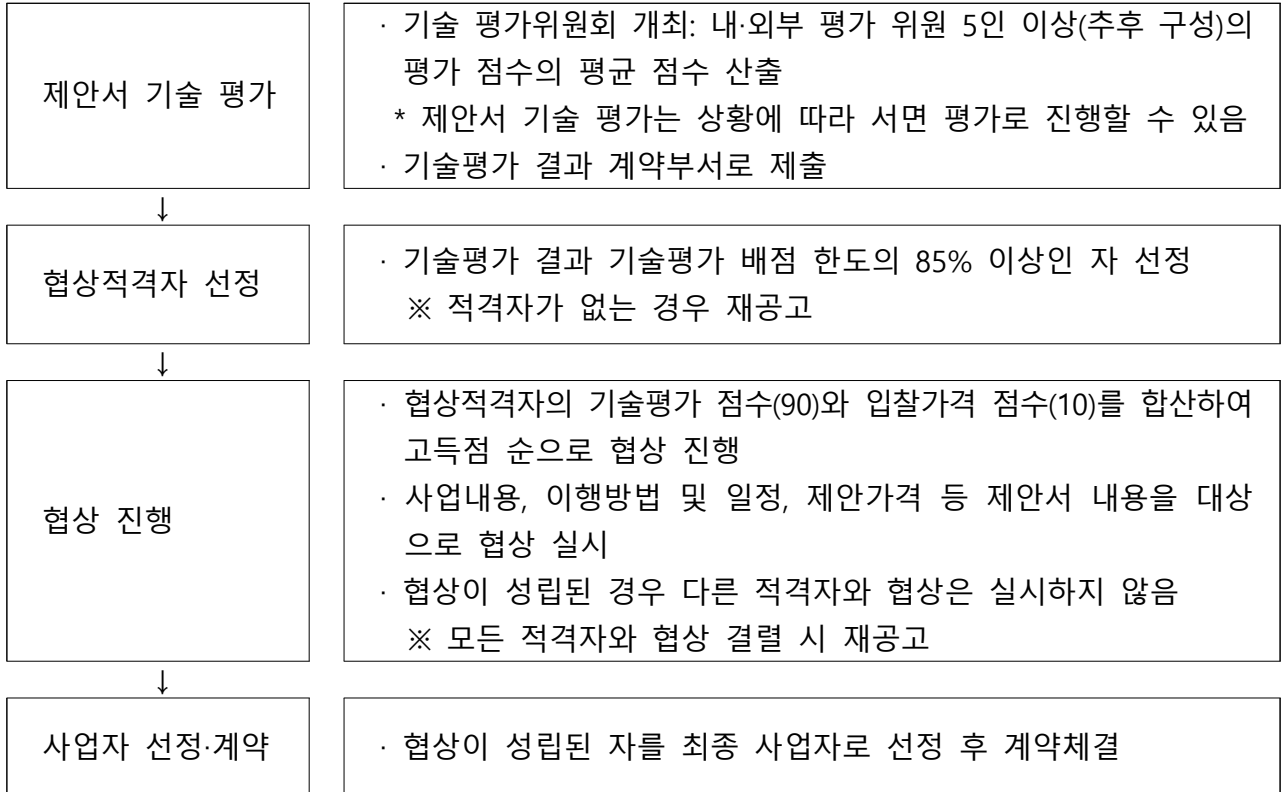 제안서 기술 평가
· 기술 평가위원회 개최: 내·외부 평가 위원 5인 이상(추후 구성)의
평가 점수의 평균 점수 산출
* 제안서 기술 평가는 상황에 따라 서면 평가로 진행할 수 있음
· 기술평가 결과 계약부서로 제출
↓
협상적격자 선정
· 기술평가 결과 기술평가 배점 한도의 85% 이상인 자 선정
※ 적격자가 없는 경우 재공고
↓
협상 진행
· 협상적격자의 기술평가 점수(90)와 입찰가격 점수(10)를 합산하여
고득점 순으로 협상 진행
· 사업내용, 이행방법 및 일정, 제안가격 등 제안서 내용을 대상
으로 협상 실시
· 협상이 성립된 경우 다른 적격자와 협상은 실시하지 않음
※ 모든 적격자와 협상 결렬 시 재공고
↓
사업자 선정·계약
· 협상이 성립된 자를 최종 사업자로 선정 후 계약체결